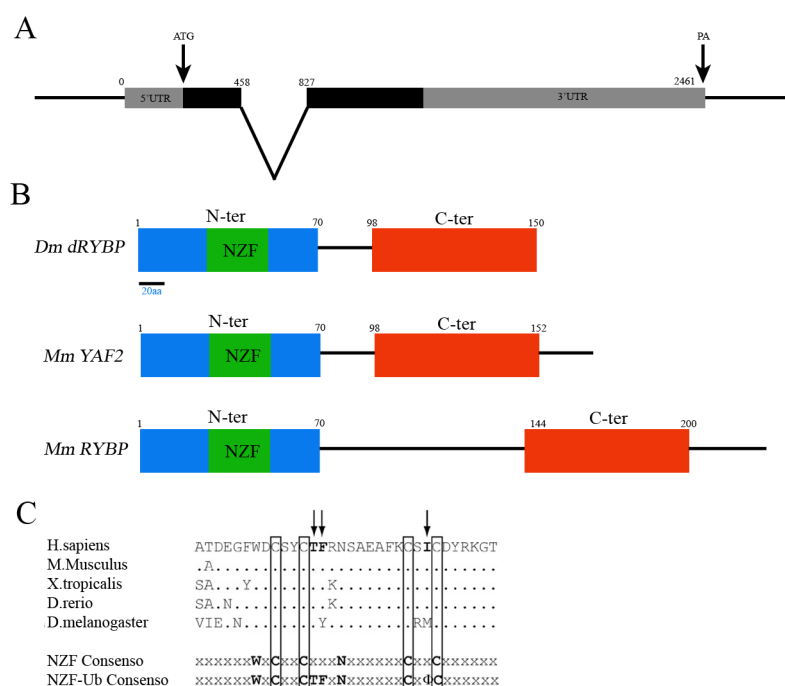 A
ATG
PA
0
458
827
2461
5'UTR
3'UTR
B
N-ter
C-ter
1
70
98
150
Dm dRYBP
NZF
20aa
N-ter
C-ter
1
70
98
152
Mm YAF2
NZF
N-ter
C-ter
1
70
144
200
Mm RYBP
NZF
C
H.sapiens ATDEGFWDCSYCTFRNSAEAFKCSICDYRKGT
M.Musculus .A..............................
X.tropicalis SA...Y........K.................
D.rerio SA.N..........K.................
D.melanogaster VIE.N........Y.........RM.......
NZF Consenso xxxxxxWxCxxCxxxNxxxxxxCxxCxxxxxx
NZF-Ub Consenso xxxxxxWxCxxCTFxNxxxxxxCxΦCxxxxxx